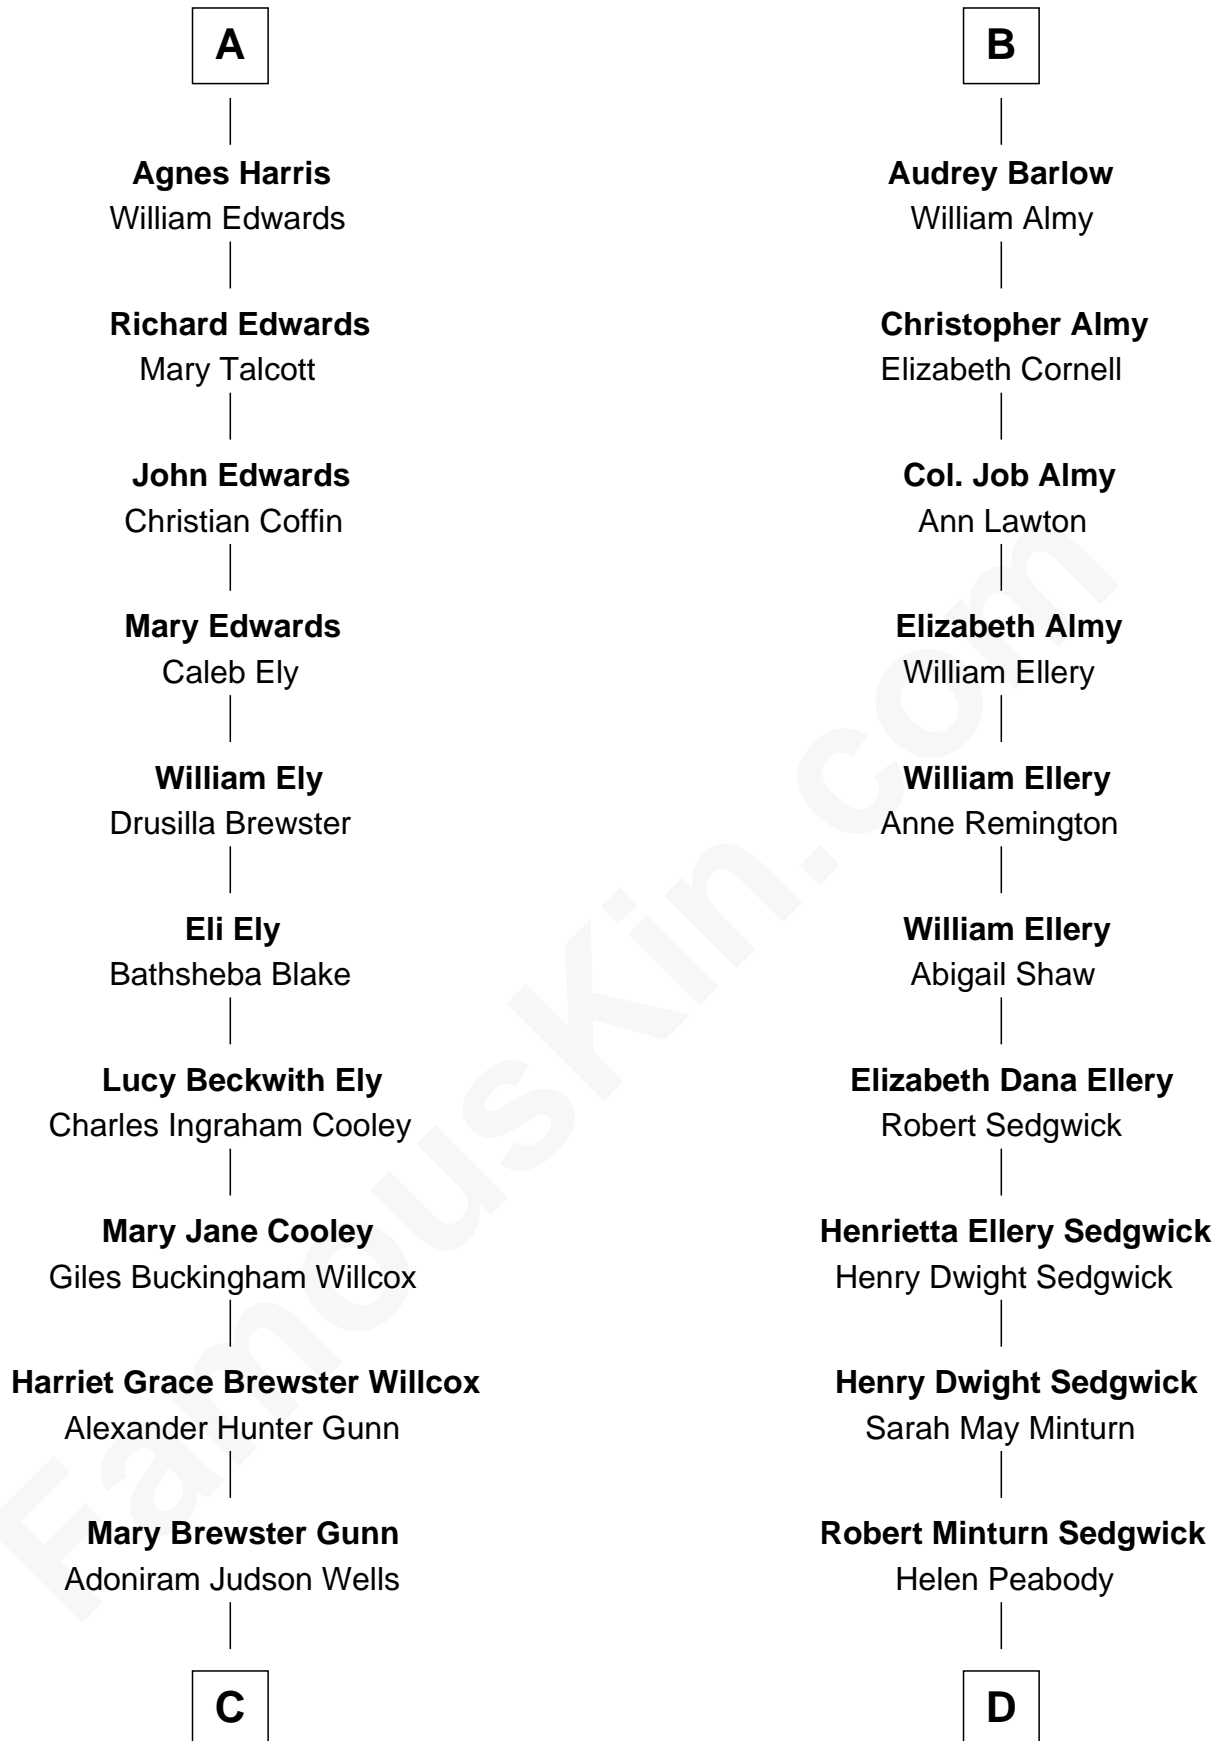 A
Agnes Harris
William Edwards
Richard Edwards
Mary Talcott
John Edwards
Christian Coffin
Mary Edwards
Caleb Ely
William Ely
Drusilla Brewster
Eli Ely
Bathsheba Blake
Lucy Beckwith Ely
Charles Ingraham Cooley
Mary Jane Cooley
Giles Buckingham Willcox
Harriet Grace Brewster Willcox
Alexander Hunter Gunn
Mary Brewster Gunn
Adoniram Judson Wells
C
B
Audrey Barlow
William Almy
Christopher Almy
Elizabeth Cornell
Col. Job Almy
Ann Lawton
Elizabeth Almy
William Ellery
William Ellery
Anne Remington
William Ellery
Abigail Shaw
Elizabeth Dana Ellery
Robert Sedgwick
Henrietta Ellery Sedgwick
Henry Dwight Sedgwick
Henry Dwight Sedgwick
Sarah May Minturn
Robert Minturn Sedgwick
Helen Peabody
D
FamousKin.com